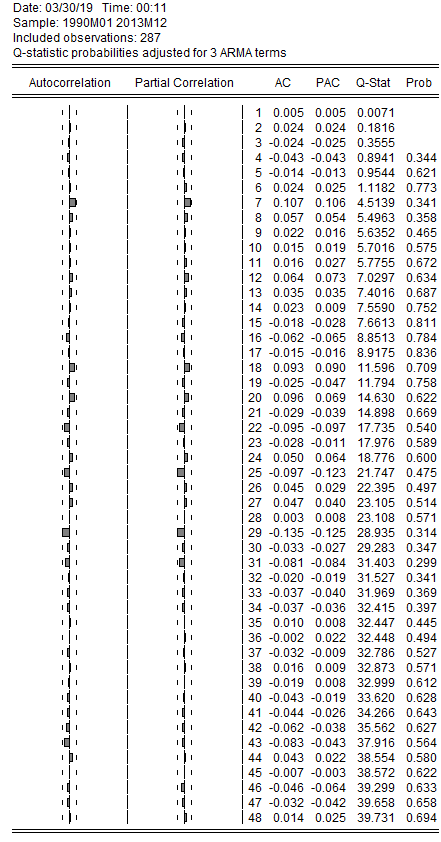 Date: 03/30/19 Time: 00:11
Sample: 1990M01 2013M12
Included observations: 287
Q-statistic probabilities adjusted for 3 ARMA terms
Autocorrelation Partial Correlation AC PAC Q-Stat Prob
1 0.005 0.005 0.0071
2 0.024 0.024 0.1816
3 -0.024 -0.025 0.3555
4 -0.043 -0.043 0.8941 0.344
5 -0.014 -0.013 0.9544 0.621
6 0.024 0.025 1.1182 0.773
7 0.107 0.106 4.5139 0.341
8 0.057 0.054 5.4963 0.358
9 0.022 0.016 5.6352 0.465
10 0.015 0.019 5.7016 0.575
11 0.016 0.027 5.7755 0.672
12 0.064 0.073 7.0297 0.634
13 0.035 0.035 7.4016 0.687
14 0.023 0.009 7.5590 0.752
15 -0.018 -0.028 7.6613 0.811
16 -0.062 -0.065 8.8513 0.784
17 -0.015 -0.016 8.9175 0.836
18 0.093 0.090 11.596 0.709
19 -0.025 -0.047 11.794 0.758
20 0.096 0.069 14.630 0.622
21 -0.029 -0.039 14.898 0.669
22 -0.095 -0.097 17.735 0.540
23 -0.028 -0.011 17.976 0.589
24 0.050 0.064 18.776 0.600
25 -0.097 -0.123 21.747 0.475
26 0.045 0.029 22.395 0.497
27 0.047 0.040 23.105 0.514
28 0.003 0.008 23.108 0.571
29 -0.135 -0.125 28.935 0.314
30 -0.033 -0.027 29.283 0.347
31 -0.081 -0.084 31.403 0.299
32 -0.020 -0.019 31.527 0.341
33 -0.037 -0.040 31.969 0.369
34 -0.037 -0.036 32.415 0.397
35 0.010 0.008 32.447 0.445
36 -0.002 0.022 32.448 0.494
37 -0.032 -0.009 32.786 0.527
38 0.016 0.009 32.873 0.571
39 -0.019 0.008 32.999 0.612
40 -0.043 -0.019 33.620 0.628
41 -0.044 -0.026 34.266 0.643
42 -0.062 -0.038 35.562 0.627
43 -0.083 -0.043 37.916 0.564
44 0.043 0.022 38.554 0.580
45 -0.007 -0.003 38.572 0.622
46 -0.046 -0.064 39.299 0.633
47 -0.032 -0.042 39.658 0.658
48 0.014 0.025 39.731 0.694